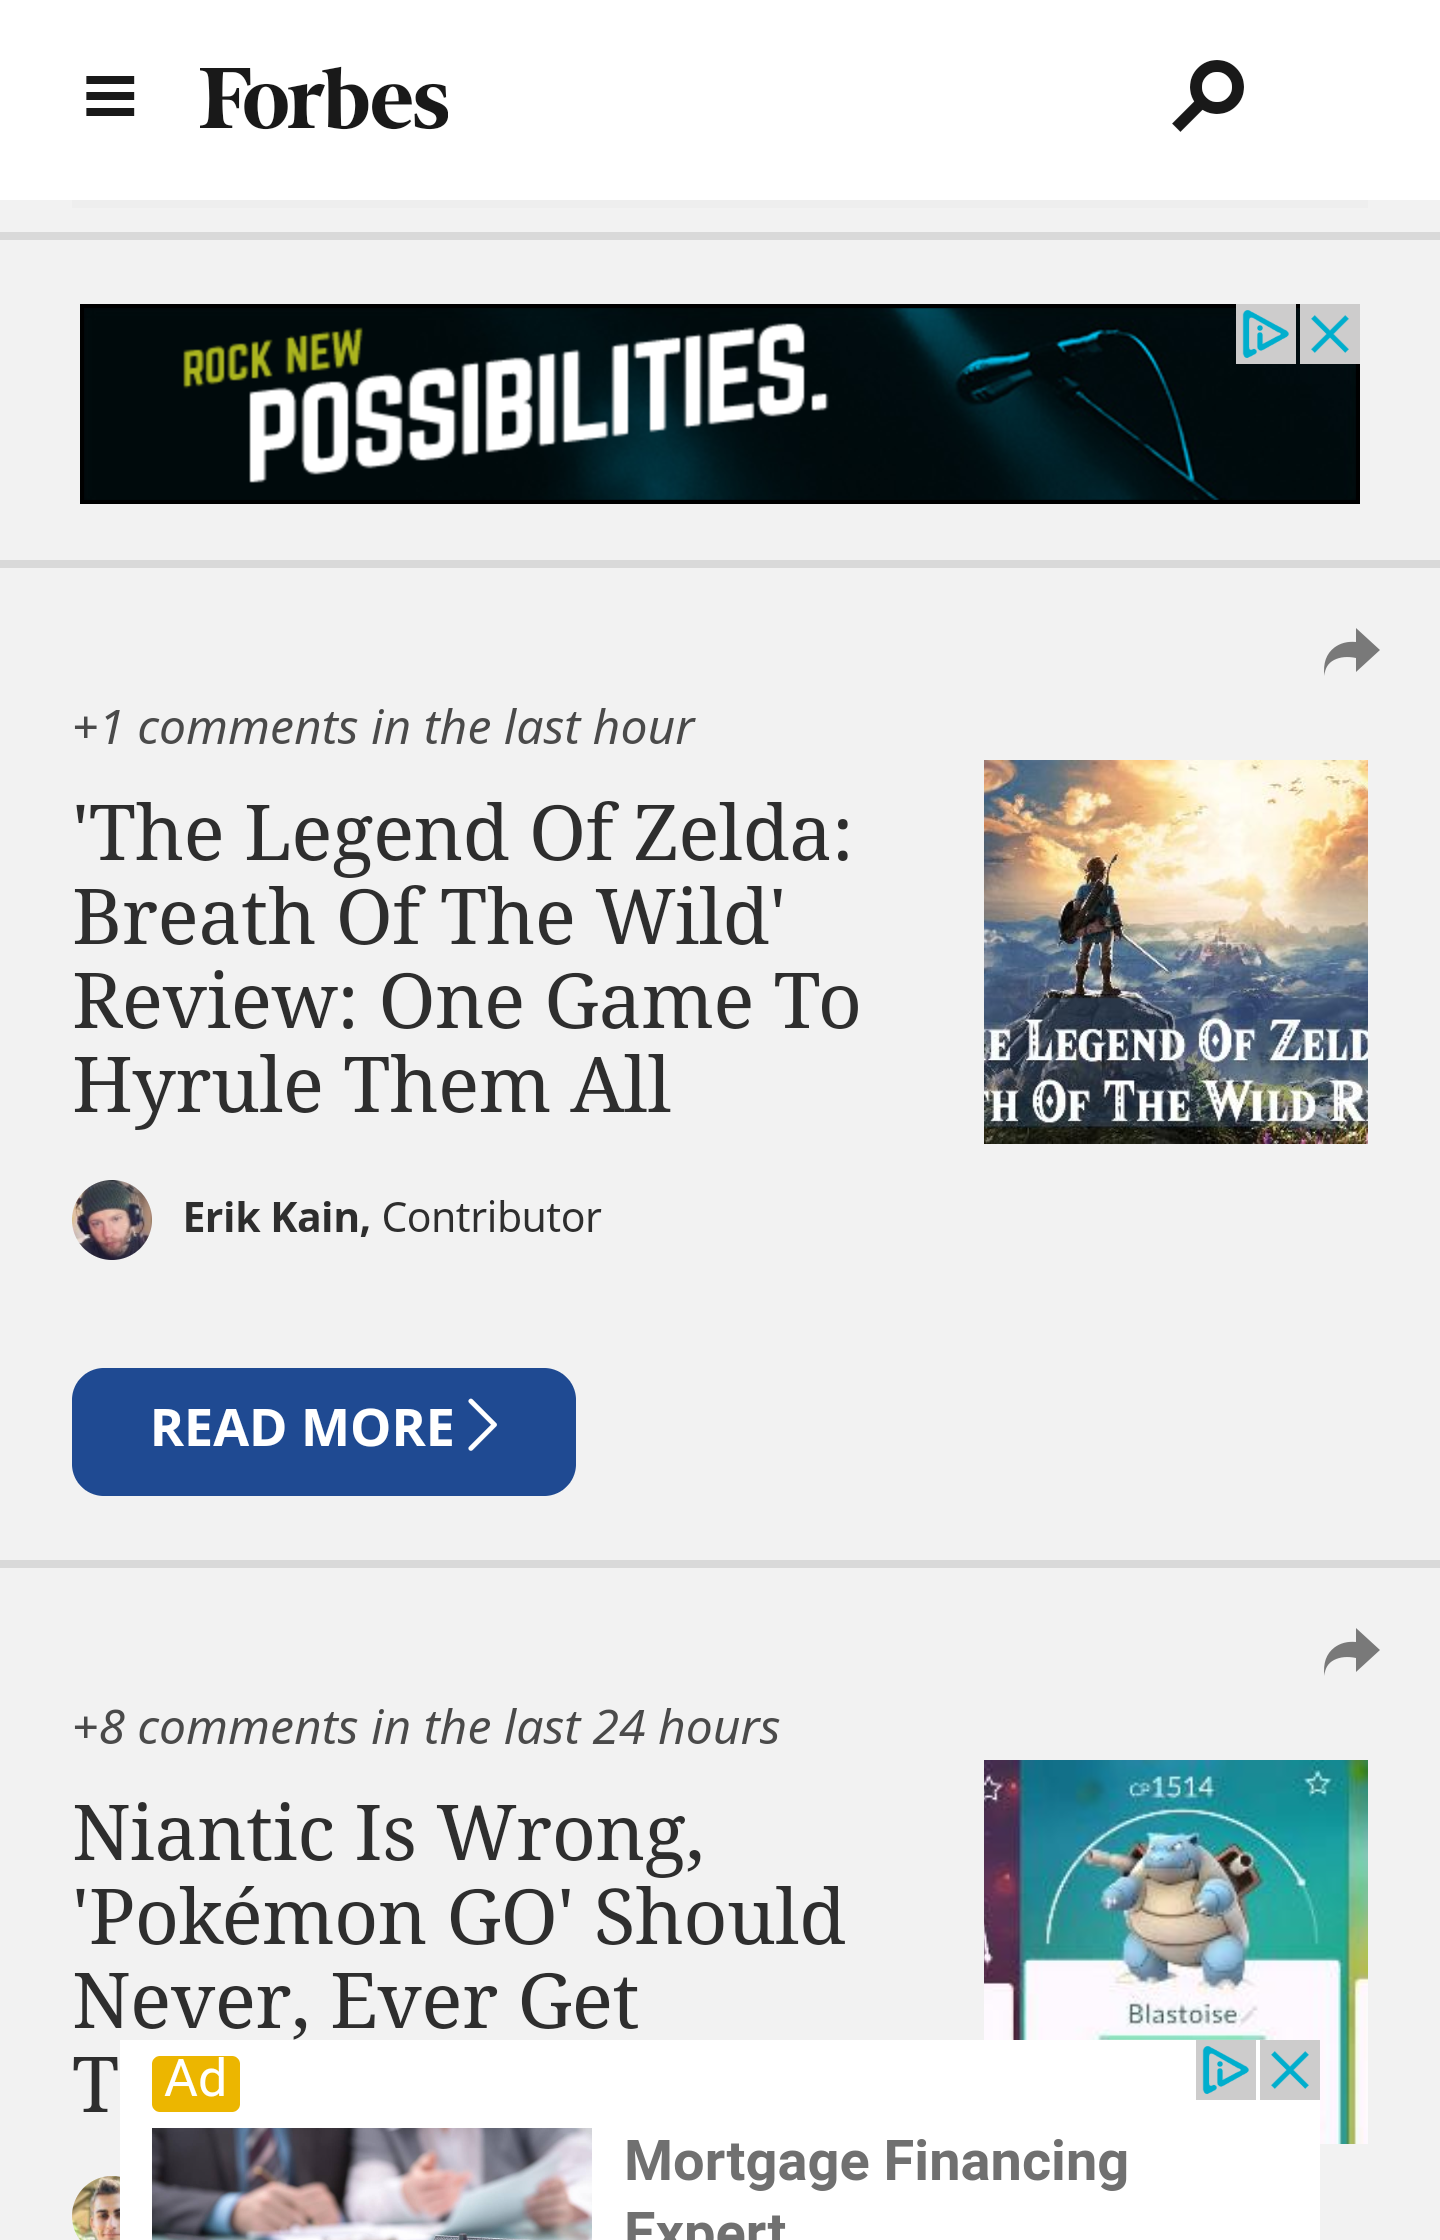 Forbes
ROCK NEW
POSSIBILITIES.
+1 comments in the last hour
'The Legend Of Zelda:
Breath Of The Wild'
Review: One Game To
Hyrule Them All
E LEGEND OF ZELD
TH OF THE WILD R
Erik Kain, Contributor
READ MORE
+8 comments in the last 24 hours
Niantic Is Wrong,
'Pokémon GO' Should
Never, Ever Get
T
CP1514
Blastoise
Ad
Mortgage Financing
Expert